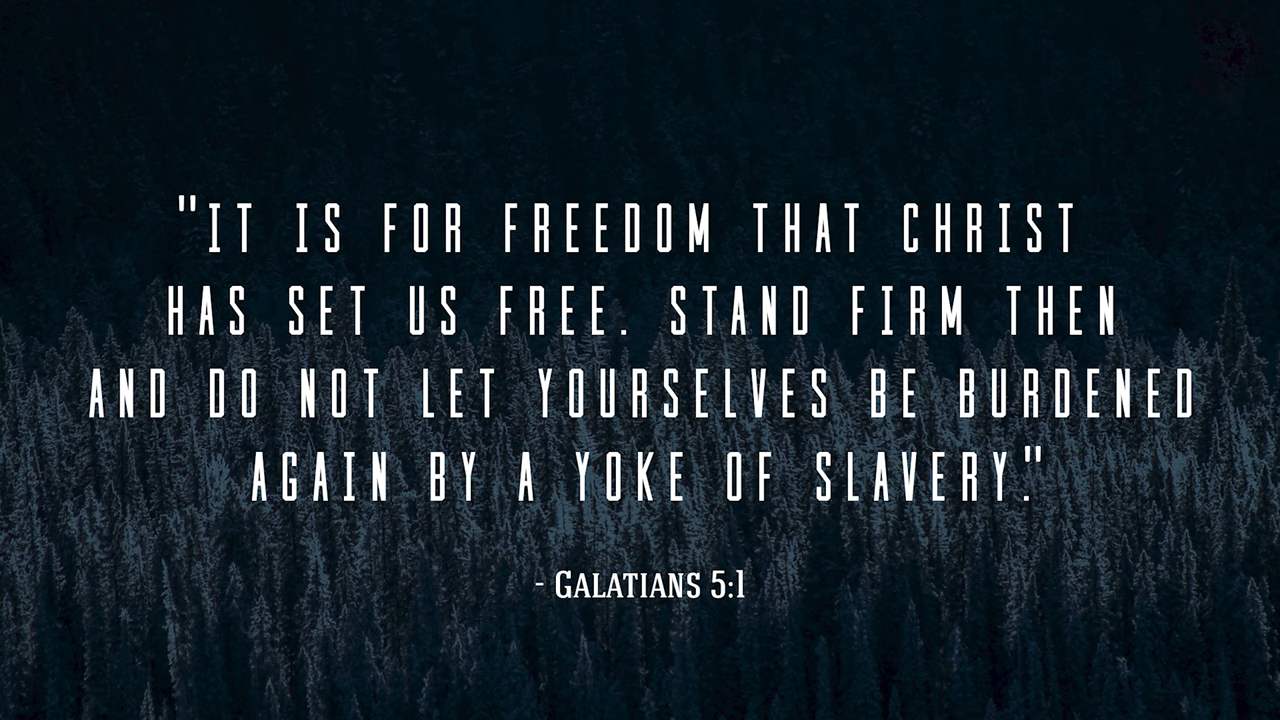 "IT IS FOR FREEDOM THAT CHRIST
HAS SET US FREE. STAND FIRM THEN
AND DO NOT LET YOURSELVES BE BURDENED
AGAIN BY A YOKE OF SLAVERY."
- GALATIANS 5:1